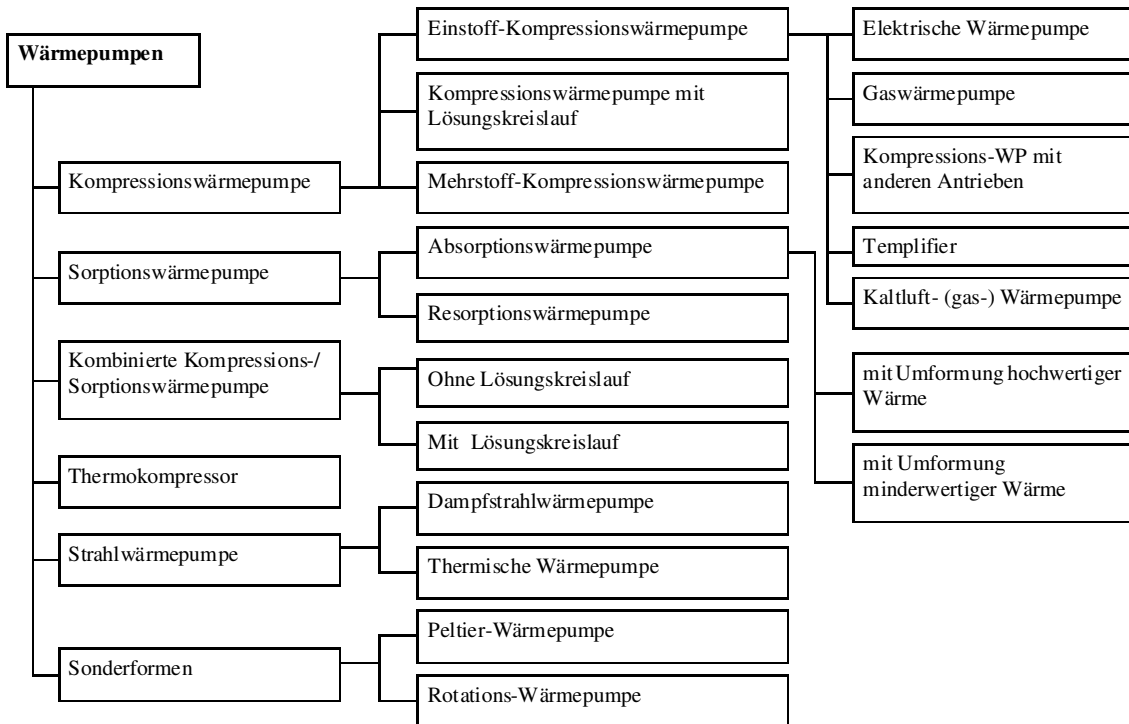 Wärmepumpen
Kompressionswärmepumpe
Sorptionswärmepumpe
Kombinierte Kompressions-/
Sorptionswärmepumpe
Thermokompressor
Strahlwärmepumpe
Sonderformen
Einstoff-Kompressionswärmepumpe
Kompressionswärmepumpe mit
Lösungskreislauf
Mehrstoff-Kompressionswärmepumpe
Absorptionswärmepumpe
Resorptionswärmepumpe
Ohne Lösungskreislauf
Mit Lösungskreislauf
Dampfstrahlwärmepumpe
Thermische Wärmepumpe
Peltier-Wärmepumpe
Rotations-Wärmepumpe
Elektrische Wärmepumpe
Gaswärmepumpe
Kompressions-WP mit
anderen Antrieben
Templifier
Kaltluft- (gas-) Wärmepumpe
mit Umformung hochwertiger
Wärme
mit Umformung
minderwertiger Wärme